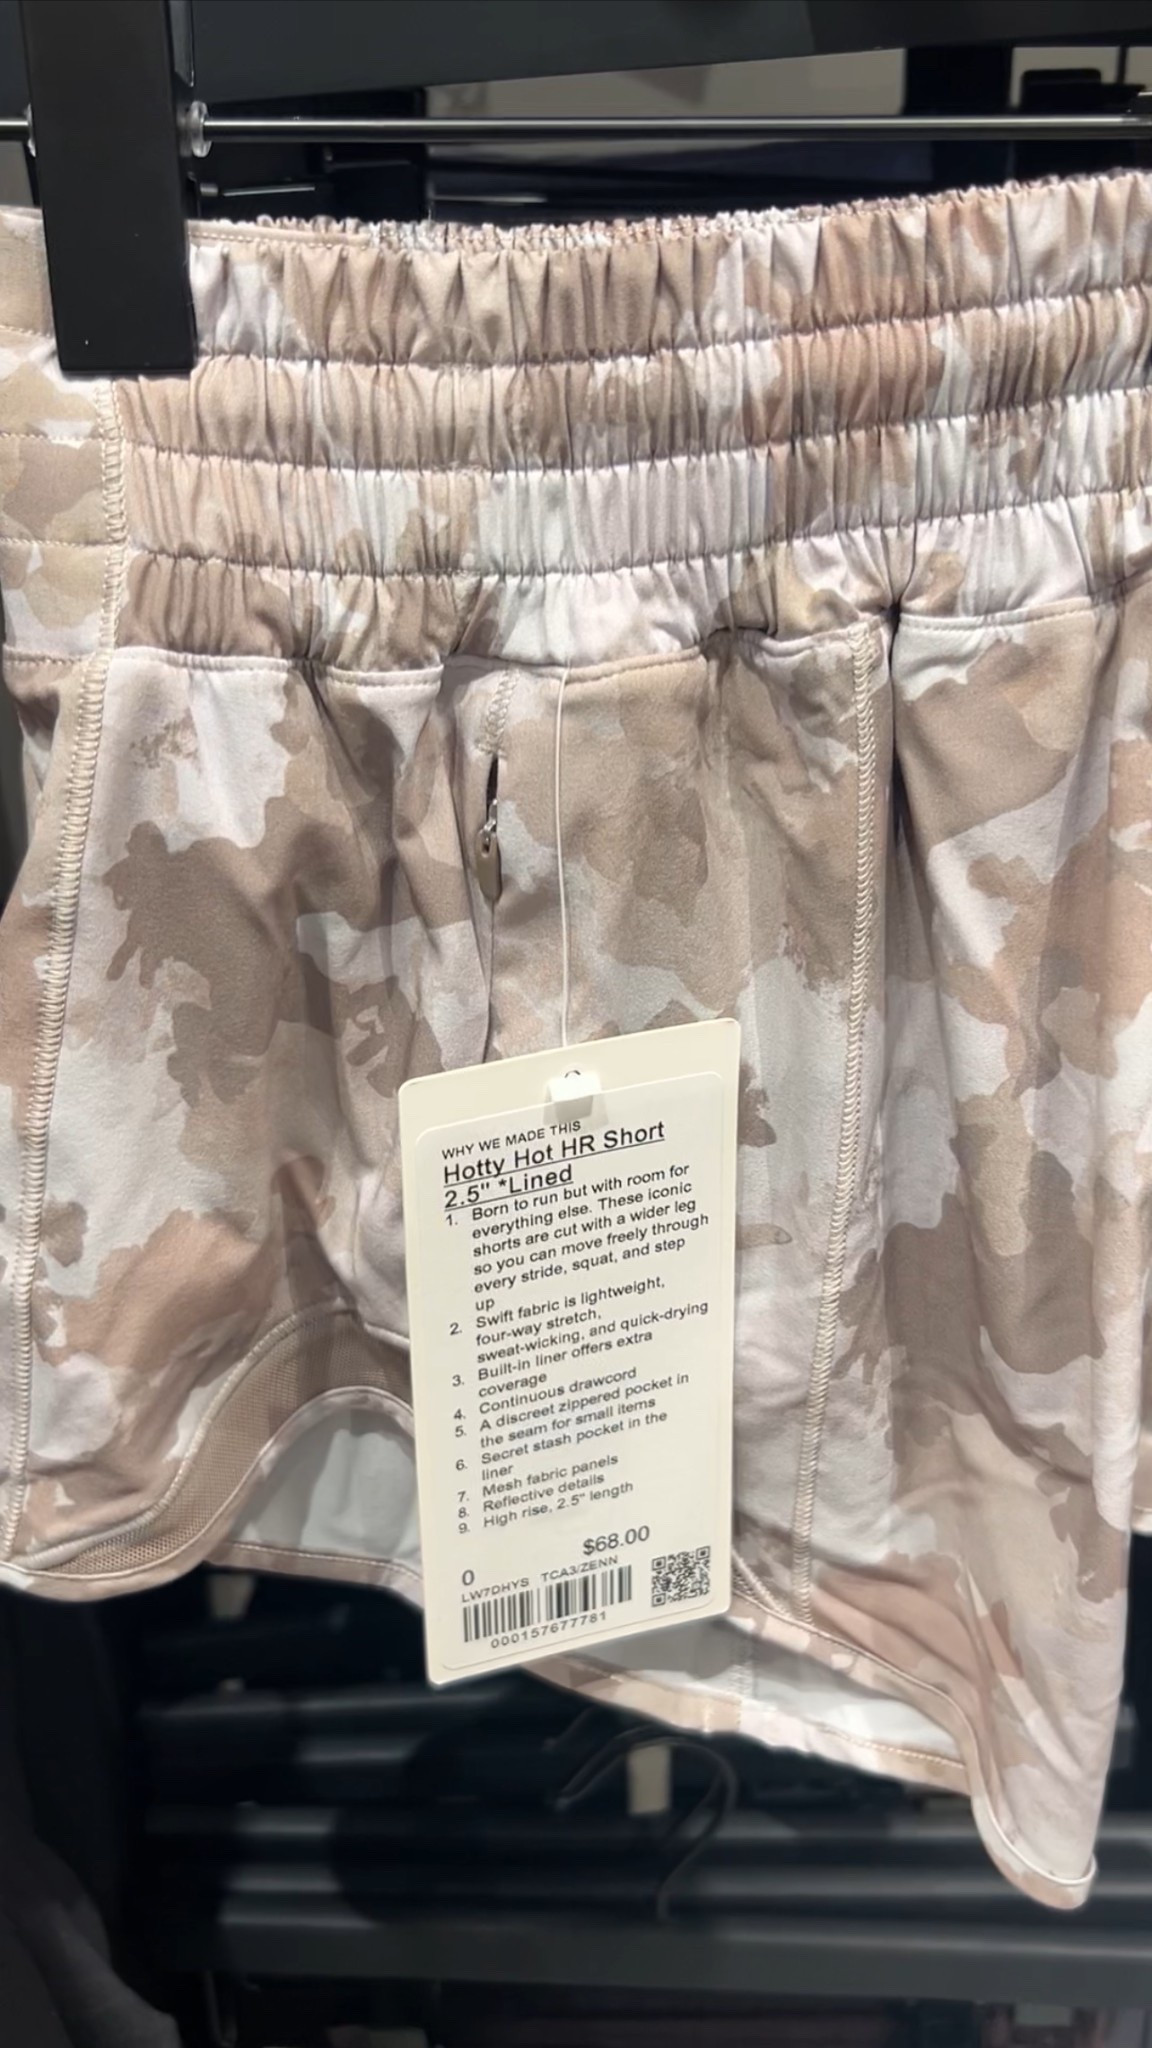 WHY WE MADE THIS
Hotty Hot HR Short
2.5" *Lined
1. Born to run but with room for
everything else. These iconic
shorts are cut with a wider leg
so you can move freely through
every stride, squat, and step
up
2. Swift fabric is lightweight,
four-way stretch,
sweat-wicking, and quick-drying
3. Built-in liner offers extra
coverage
4. Continuous drawcord
5. A discreet zippered pocket in
the seam for small items
6. Secret stash pocket in the
liner
7. Mesh fabric panels
8. Reflective details
9. High rise, 2.5" length
$68.00
0
LW7DHYS TCA3/ZENN
000157677781